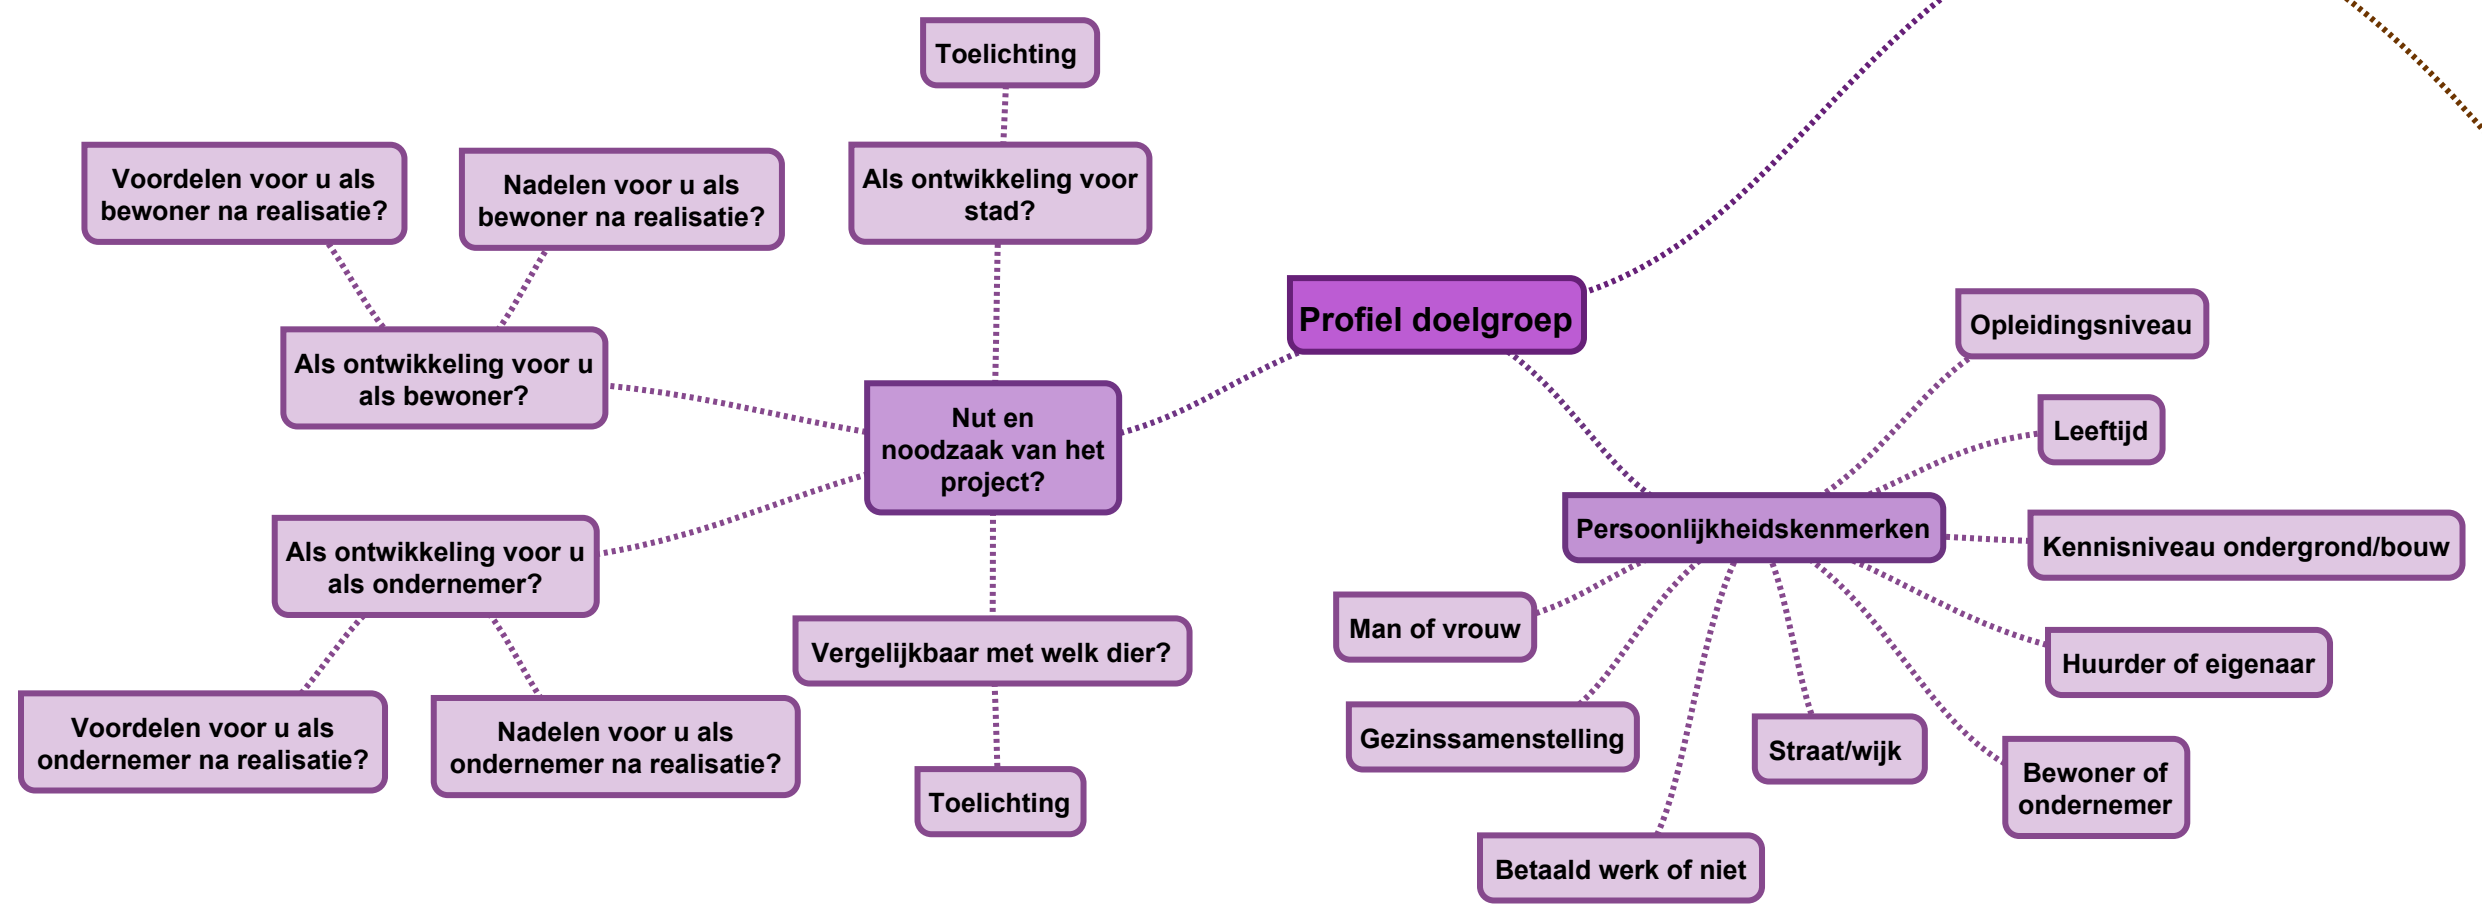 Toelichting
Voordelen voor u als
bewoner na realisatie?
Nadelen voor u als
bewoner na realisatie?
Als ontwikkeling voor
stad?
Profiel doelgroep
Opleidingsniveau
Als ontwikkeling voor u
als bewoner?
Nut en
noodzaak van het
project?
Leeftijd
Persoonlijkheidskenmerken
Kennisniveau ondergrond/bouw
Als ontwikkeling voor u
als ondernemer?
Man of vrouw
Vergelijkbaar met welk dier?
Huurder of eigenaar
Voordelen voor u als
ondernemer na realisatie?
Nadelen voor u als
ondernemer na realisatie?
Gezinssamenstelling
Straat/wijk
Bewoner of
ondernemer
Toelichting
Betaald werk of niet